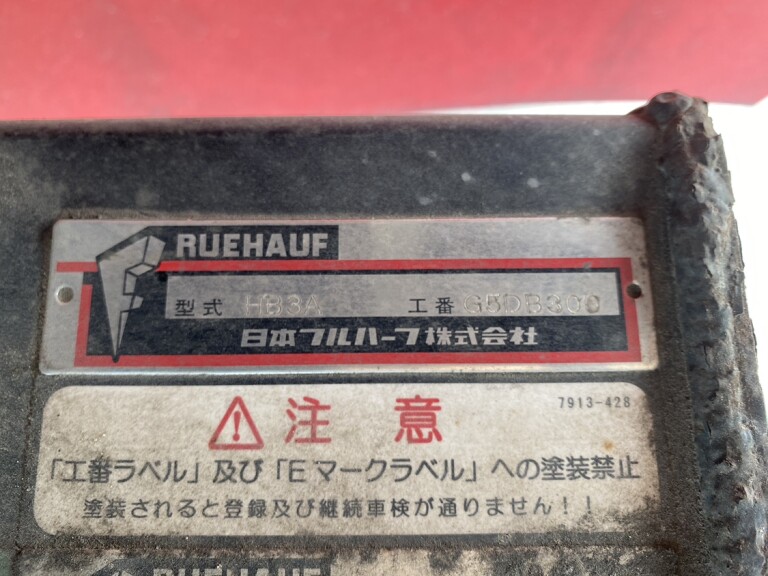 FRUEHAUF
型式 HB3A 工番 G5DB300
日本フルハーフ株式会社
注意
7913-428
「工番ラベル」及び「Eマークラベル」への塗装禁止
塗装されると登録及び継続車検が通りません!!
RUEHAUF